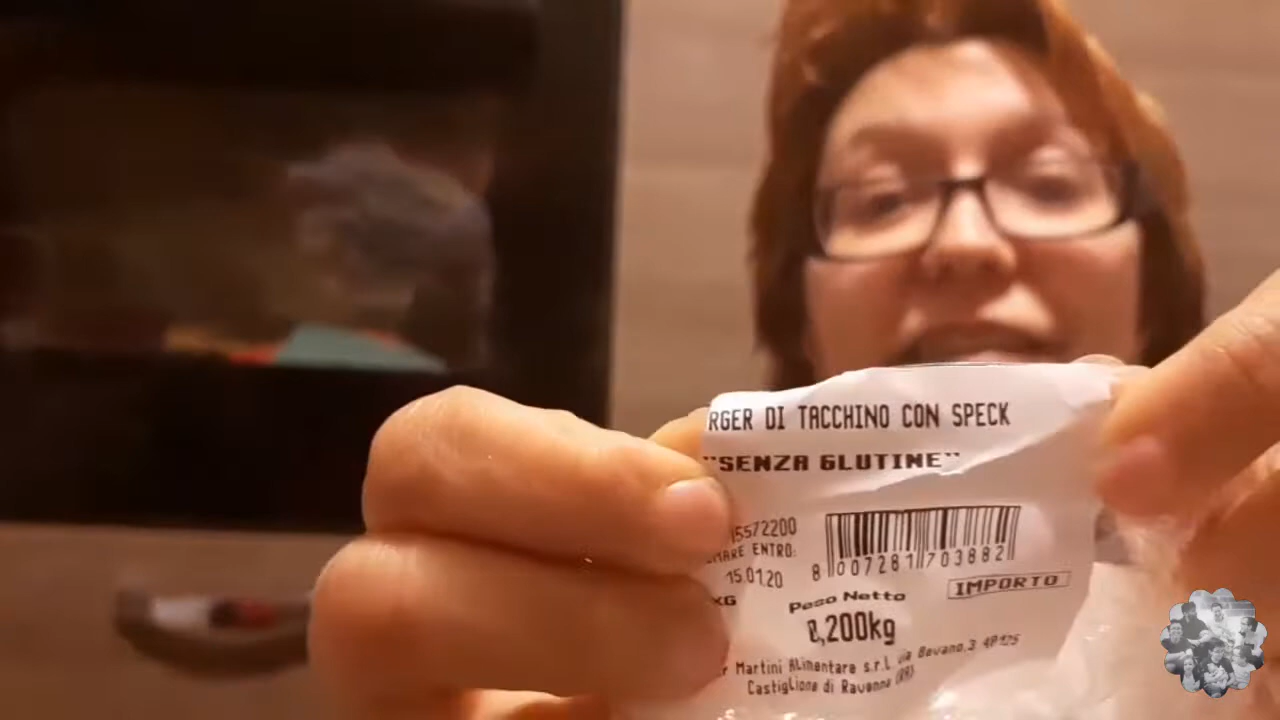 RGER DI TACCHINO CON SPECK
"SENZA GLUTINE"
15572200
MARE ENTRO:
15.01.20
8 007281 703882
KG
Peso Netto
IMPORTO
0,200kg
r Martini Alimentare s.r.l. via Bevano,3 48125
Castiglione di Ravenna (RA)